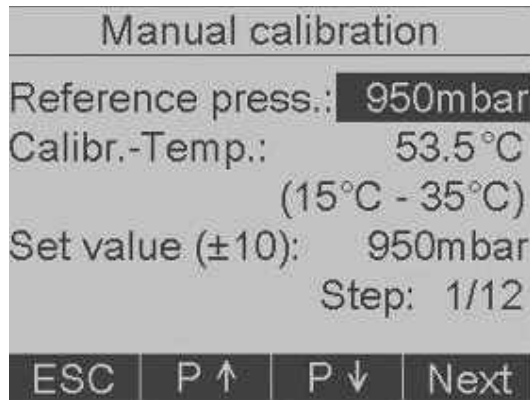 Manual calibration
Reference press.: 950mbar
Calibr.-Temp.: 53.5°C
(15°C - 35°C)
Set value (±10): 950mbar
Step: 1/12
ESC P↑ P↓ Next